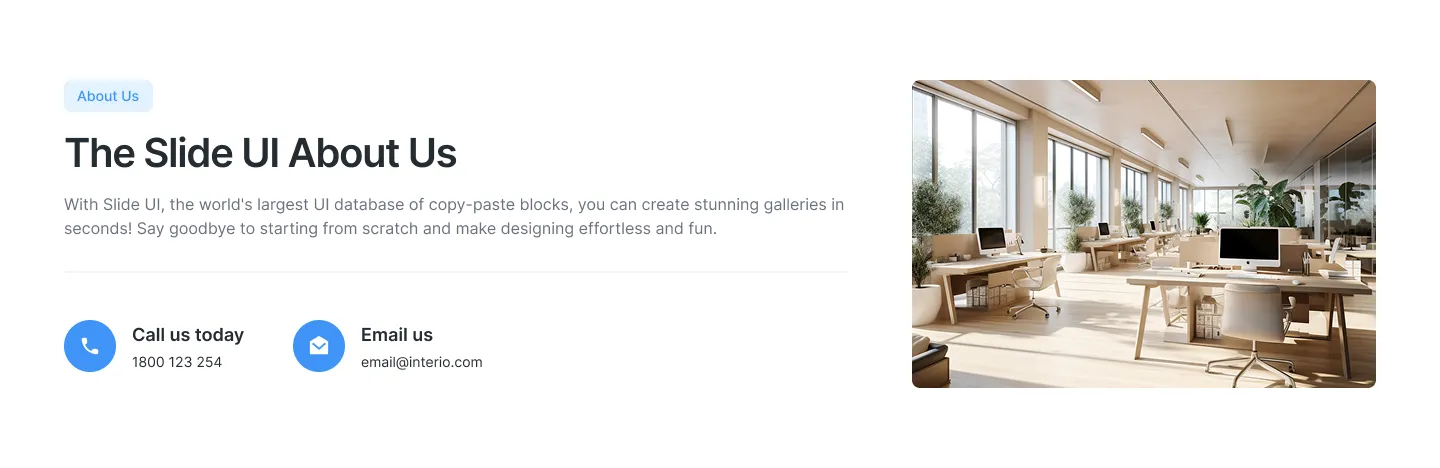 About Us
The Slide UI About Us
With Slide UI, the world's largest UI database of copy-paste blocks, you can create stunning galleries in
seconds! Say goodbye to starting from scratch and make designing effortless and fun.
Call us today
1800 123 254
Email us
email@interio.com